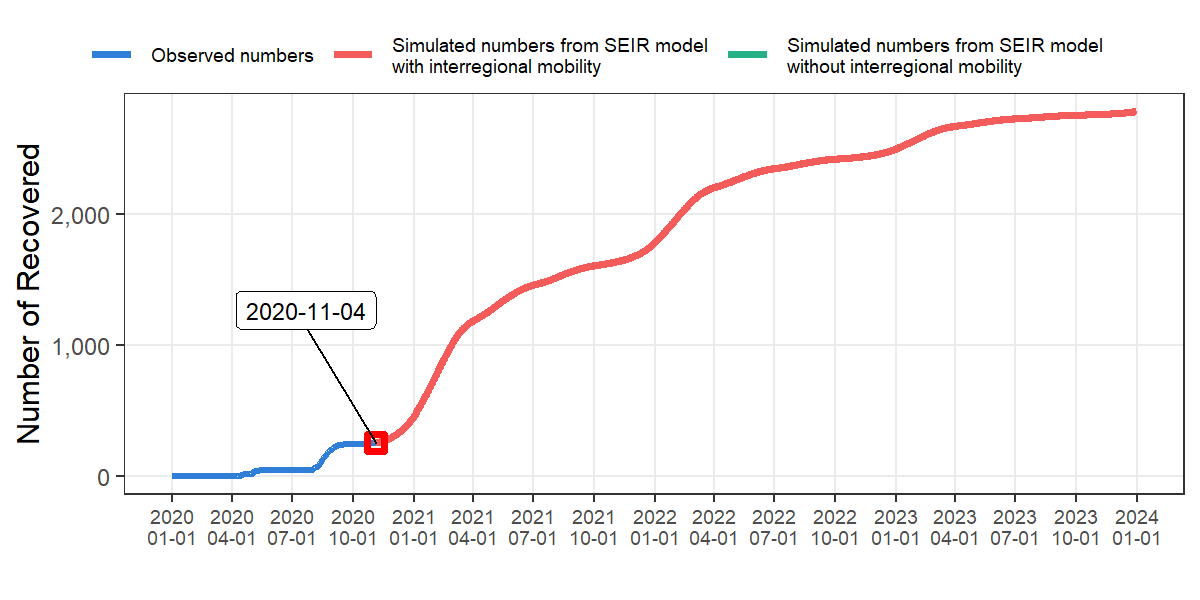 Observed numbers
Simulated numbers from SEIR model
with interregional mobility
Simulated numbers from SEIR model
without interregional mobility
Number of Recovered
2,000
1,000
0
2020-11-04
2020 2020 2020 2020 2021 2021 2021 2021 2022 2022 2022 2022 2023 2023 2023 2023 2024
01-01 04-01 07-01 10-01 01-01 04-01 07-01 10-01 01-01 04-01 07-01 10-01 01-01 04-01 07-01 10-01 01-01